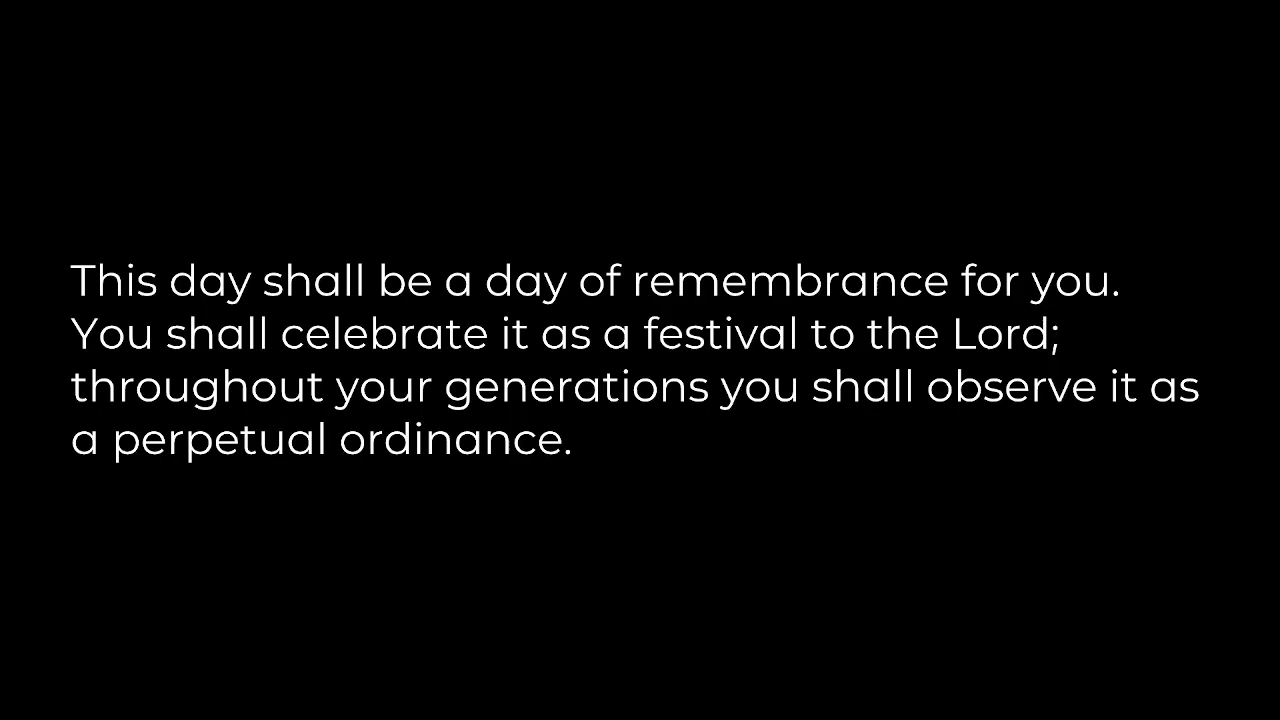 This day shall be a day of remembrance for you.
You shall celebrate it as a festival to the Lord;
throughout your generations you shall observe it as
a perpetual ordinance.